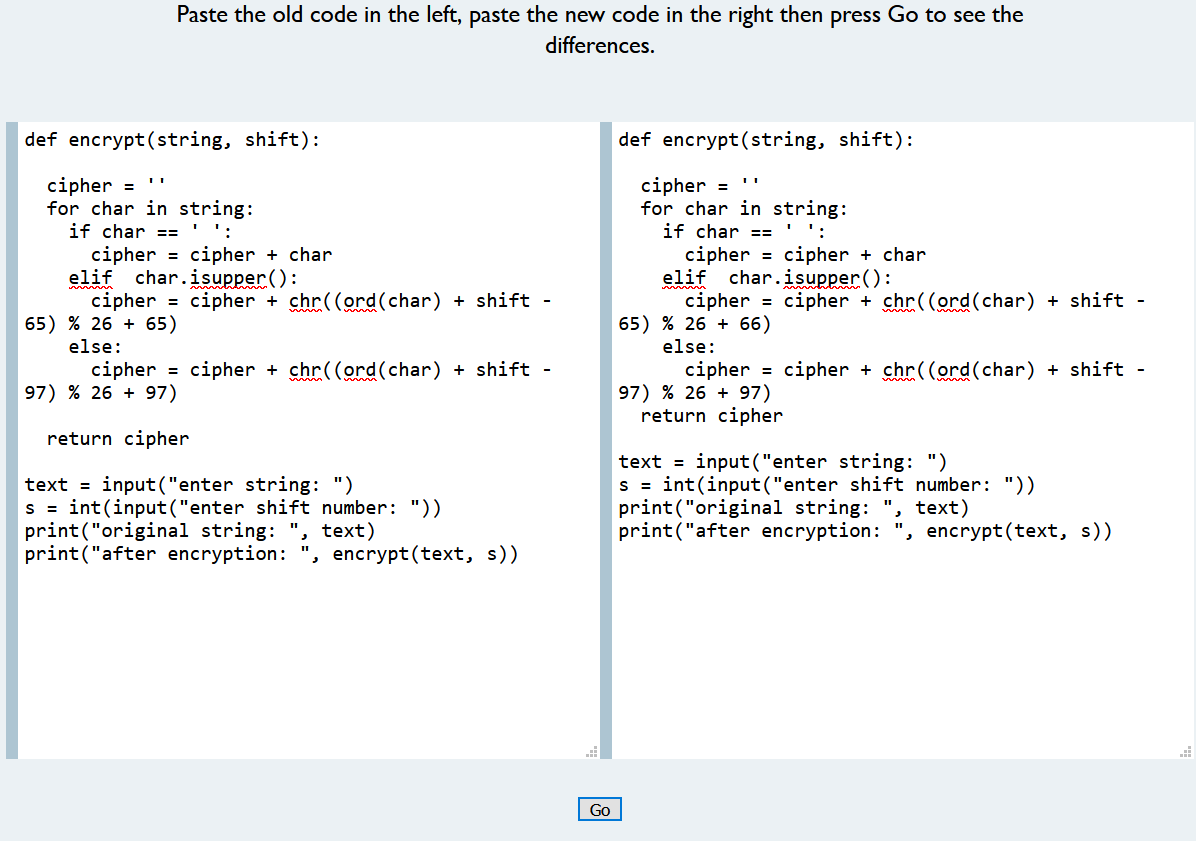 Paste the old code in the left, paste the new code in the right then press Go to see the
differences.
def encrypt(string, shift):
  cipher = ''
  for char in string:
    if char == ' ':
      cipher = cipher + char
    elif  char.isupper():
      cipher = cipher + chr((ord(char) + shift -
65) % 26 + 65)
    else:
      cipher = cipher + chr((ord(char) + shift -
97) % 26 + 97)
  return cipher
text = input("enter string: ")
s = int(input("enter shift number: "))
print("original string: ", text)
print("after encryption: ", encrypt(text, s))
def encrypt(string, shift):
  cipher = ''
  for char in string:
    if char == ' ':
      cipher = cipher + char
    elif  char.isupper():
      cipher = cipher + chr((ord(char) + shift -
65) % 26 + 66)
    else:
      cipher = cipher + chr((ord(char) + shift -
97) % 26 + 97)
  return cipher
text = input("enter string: ")
s = int(input("enter shift number: "))
print("original string: ", text)
print("after encryption: ", encrypt(text, s))
Go